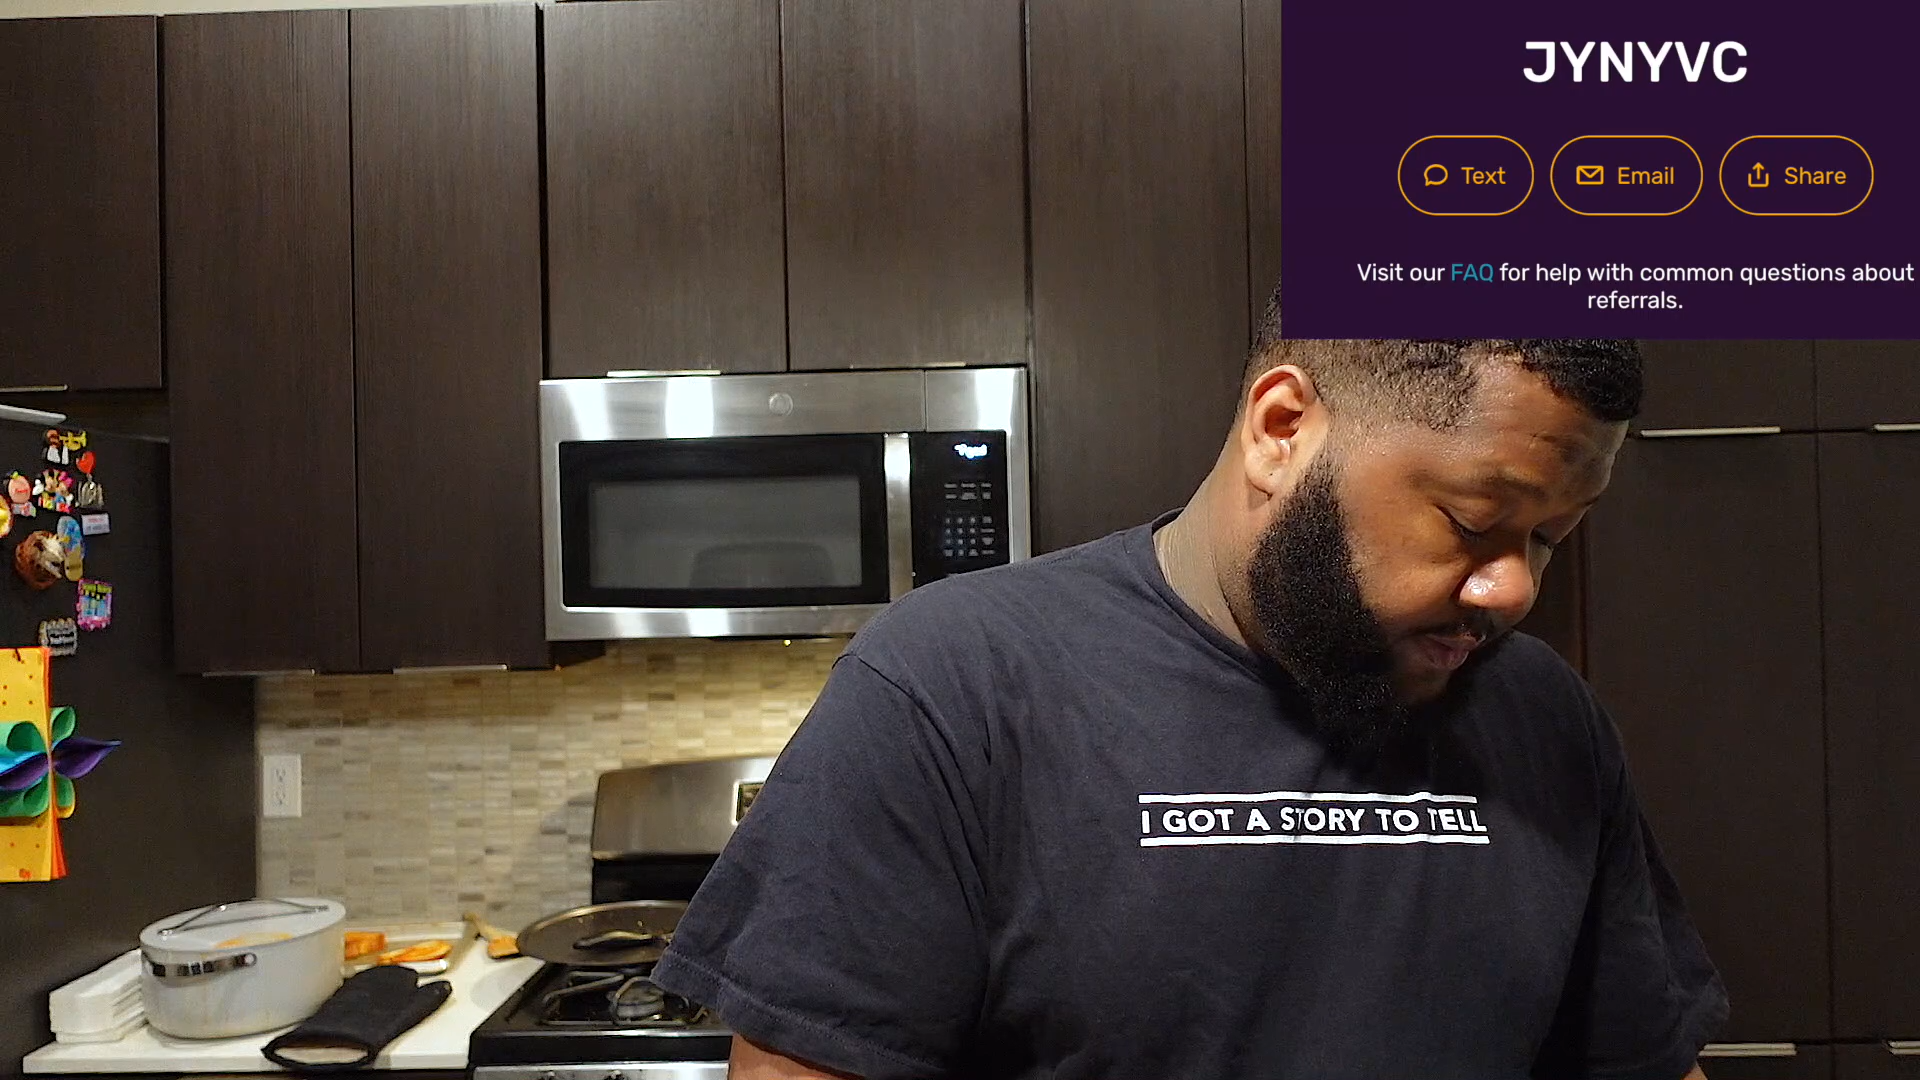 JYNYVC
Text
Email
Share
Visit our FAQ for help with common questions about
referrals.
I GOT A STORY TO TELL